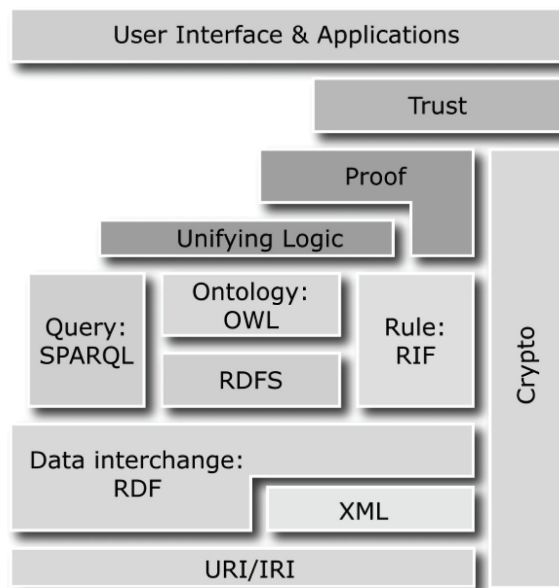 User Interface & Applications
Trust
Proof
Unifying Logic
Query:
SPARQL
Ontology:
OWL
RDFS
Rule:
RIF
Crypto
Data interchange:
RDF
XML
URI/IRI